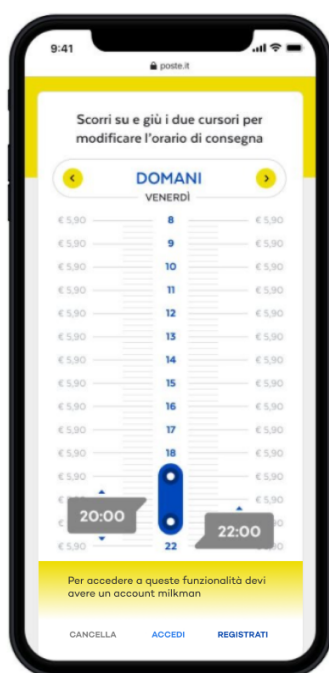 9:41
poste.it
Scorri su e giù i due cursori per
modificare l'orario di consegna
DOMANI
VENERDÌ
€ 5,90 8 € 5,90
€ 5,90 9 € 5,90
€ 5,90 10 € 5,90
€ 5,90 11 € 5,90
€ 5,90 12 € 5,90
€ 5,90 13 € 5,90
€ 5,90 14 € 5,90
€ 5,90 15 € 5,90
€ 5,90 16 € 5,90
€ 5,90 17 € 5,90
€ 5,90 18 € 5,90
€ 5,90 € 5,90
€ 5,90
20:00
22:00
€ 5,90 22
Per accedere a queste funzionalità devi
avere un account milkman
CANCELLA ACCEDI REGISTRATI